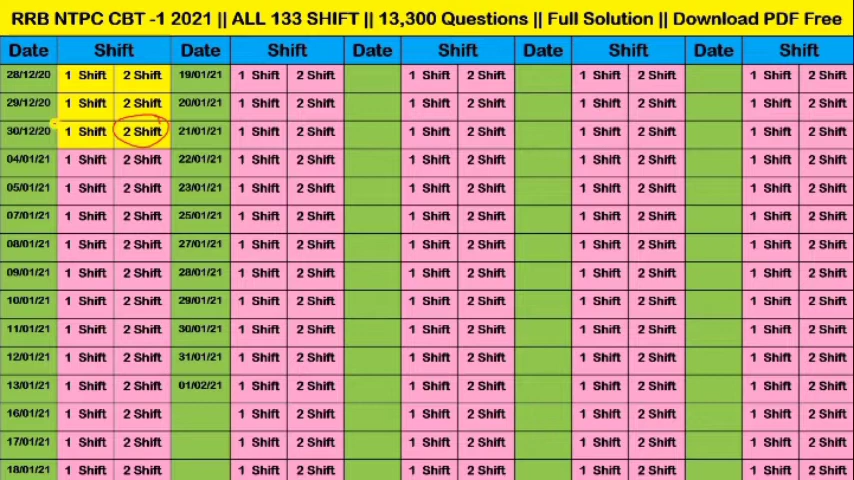 RRB NTPC CBT -1 2021 || ALL 133 SHIFT || 13,300 Questions || Full Solution || Download PDF Free
Date Shift Date Shift Date Shift Date Shift Date Shift
28/12/20 1 Shift 2 Shift 19/01/21 1 Shift 2 Shift 1 Shift 2 Shift 1 Shift 2 Shift 1 Shift 2 Shift
29/12/20 1 Shift 2 Shift 20/01/21 1 Shift 2 Shift 1 Shift 2 Shift 1 Shift 2 Shift 1 Shift 2 Shift
30/12/20 1 Shift 2 Shift 21/01/21 1 Shift 2 Shift 1 Shift 2 Shift 1 Shift 2 Shift 1 Shift 2 Shift
04/01/21 1 Shift 2 Shift 22/01/21 1 Shift 2 Shift 1 Shift 2 Shift 1 Shift 2 Shift 1 Shift 2 Shift
05/01/21 1 Shift 2 Shift 23/01/21 1 Shift 2 Shift 1 Shift 2 Shift 1 Shift 2 Shift 1 Shift 2 Shift
07/01/21 1 Shift 2 Shift 25/01/21 1 Shift 2 Shift 1 Shift 2 Shift 1 Shift 2 Shift 1 Shift 2 Shift
08/01/21 1 Shift 2 Shift 27/01/21 1 Shift 2 Shift 1 Shift 2 Shift 1 Shift 2 Shift 1 Shift 2 Shift
09/01/21 1 Shift 2 Shift 28/01/21 1 Shift 2 Shift 1 Shift 2 Shift 1 Shift 2 Shift 1 Shift 2 Shift
10/01/21 1 Shift 2 Shift 29/01/21 1 Shift 2 Shift 1 Shift 2 Shift 1 Shift 2 Shift 1 Shift 2 Shift
11/01/21 1 Shift 2 Shift 30/01/21 1 Shift 2 Shift 1 Shift 2 Shift 1 Shift 2 Shift 1 Shift 2 Shift
12/01/21 1 Shift 2 Shift 31/01/21 1 Shift 2 Shift 1 Shift 2 Shift 1 Shift 2 Shift 1 Shift 2 Shift
13/01/21 1 Shift 2 Shift 01/02/21 1 Shift 2 Shift 1 Shift 2 Shift 1 Shift 2 Shift 1 Shift 2 Shift
16/01/21 1 Shift 2 Shift 1 Shift 2 Shift 1 Shift 2 Shift 1 Shift 2 Shift 1 Shift 2 Shift
17/01/21 1 Shift 2 Shift 1 Shift 2 Shift 1 Shift 2 Shift 1 Shift 2 Shift 1 Shift 2 Shift
18/01/21 1 Shift 2 Shift 1 Shift 2 Shift 1 Shift 2 Shift 1 Shift 2 Shift 1 Shift 2 Shift